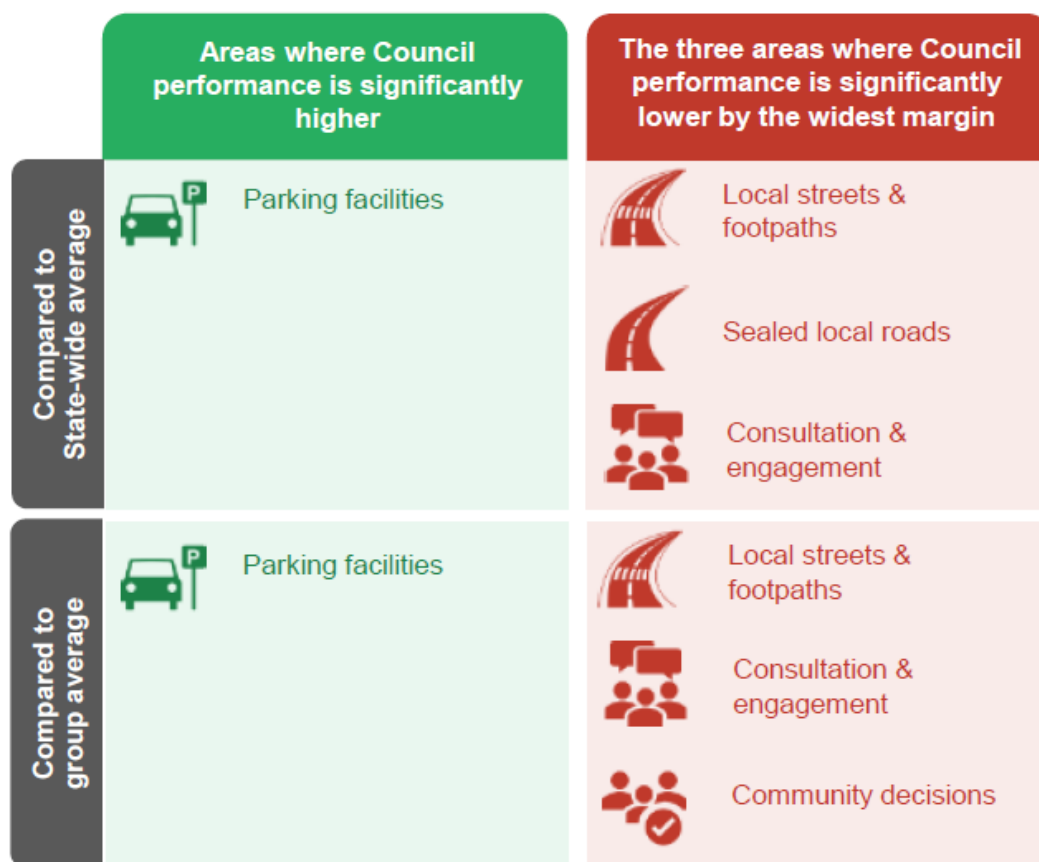 Areas where Council
performance is significantly
higher
The three areas where Council
performance is significantly
lower by the widest margin
Compared to
State-wide average
P
Parking facilities
Local streets &
footpaths
Sealed local roads
Consultation &
engagement
Compared to
group average
P
Parking facilities
Local streets &
footpaths
Consultation &
engagement
Community decisions